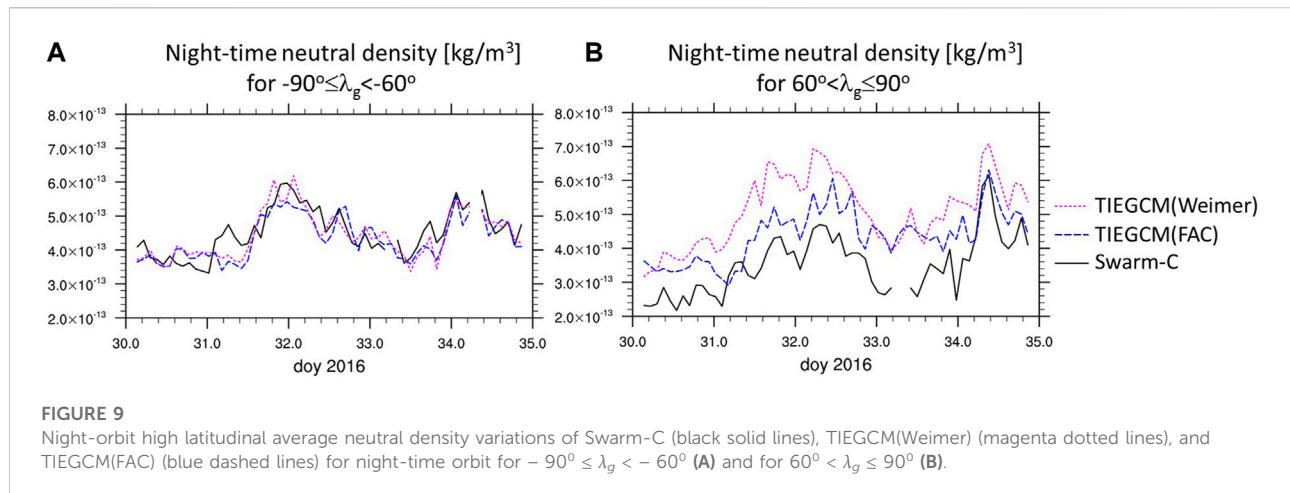 A
Night-time neutral density [kg/m³]
for -90°≤λg<-60°
8.0×10⁻¹³
7.0×10⁻¹³
6.0×10⁻¹³
5.0×10⁻¹³
4.0×10⁻¹³
3.0×10⁻¹³
2.0×10⁻¹³
30.0 31.0 32.0 33.0 34.0 35.0
doy 2016
B
Night-time neutral density [kg/m³]
for 60°<λg≤90°
8.0×10⁻¹³
7.0×10⁻¹³
6.0×10⁻¹³
5.0×10⁻¹³
4.0×10⁻¹³
3.0×10⁻¹³
2.0×10⁻¹³
30.0 31.0 32.0 33.0 34.0 35.0
doy 2016
TIEGCM(Weimer)
TIEGCM(FAC)
Swarm-C
FIGURE 9
Night-orbit high latitudinal average neutral density variations of Swarm-C (black solid lines), TIEGCM(Weimer) (magenta dotted lines), and
TIEGCM(FAC) (blue dashed lines) for night-time orbit for – 90⁰ ≤ λg < – 60⁰ (A) and for 60⁰ < λg ≤ 90⁰ (B).